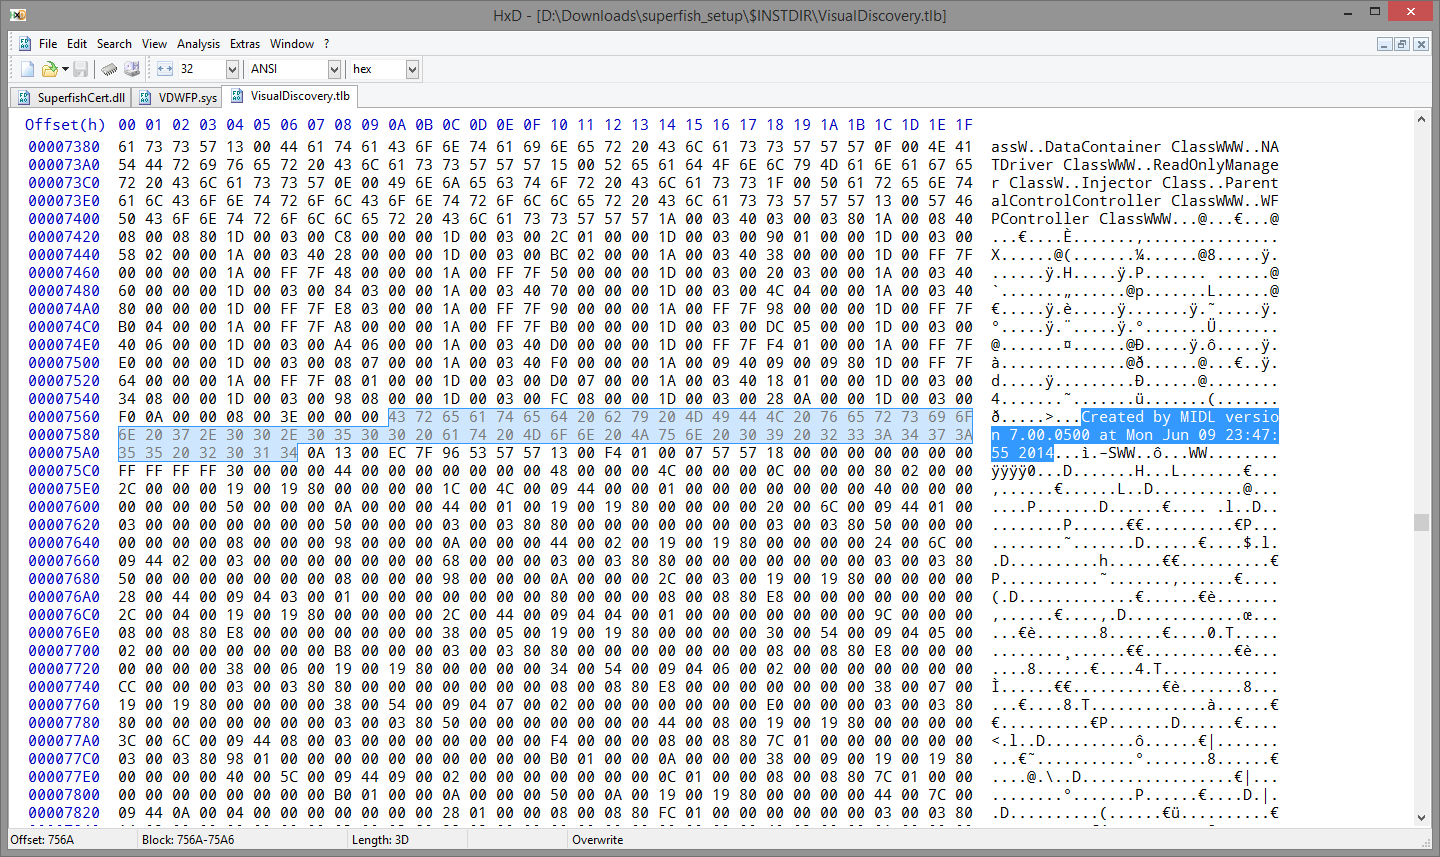 HxD - [D:\Downloads\superfish_setup\$INSTDIR\VisualDiscovery.tlb]
File Edit Search View Analysis Extras Window ?
32 ANSI hex
SuperfishCert.dll VDWFP.sys VisualDiscovery.tlb
Offset(h) 00 01 02 03 04 05 06 07 08 09 0A 0B 0C 0D 0E 0F 10 11 12 13 14 15 16 17 18 19 1A 1B 1C 1D 1E 1F
00007380 61 73 73 57 13 00 44 61 74 61 43 6F 6E 74 61 69 6E 65 72 20 43 6C 61 73 73 57 57 57 0F 00 4E 41 assW..DataContainer ClassWWW..NA
000073A0 54 44 72 69 76 65 72 20 43 6C 61 73 73 57 57 57 15 00 52 65 61 64 4F 6E 6C 79 4D 61 6E 61 67 65 TDriver ClassWWW..ReadOnlyManage
000073C0 72 20 43 6C 61 73 73 57 0E 00 49 6E 6A 65 63 74 6F 72 20 43 6C 61 73 73 1F 00 50 61 72 65 6E 74 r ClassW..Injector Class..Parent
000073E0 61 6C 43 6F 6E 74 72 6F 6C 43 6F 6E 74 72 6F 6C 6C 65 72 20 43 6C 61 73 73 57 57 57 13 00 57 46 alControlController ClassWWW..WF
00007400 50 43 6F 6E 74 72 6F 6C 6C 65 72 20 43 6C 61 73 73 57 57 57 1A 00 03 40 03 00 03 80 1A 00 08 40 PController ClassWWW...@...€...@
00007420 08 00 08 80 1D 00 03 00 C8 00 00 00 1D 00 03 00 2C 01 00 00 1D 00 03 00 90 01 00 00 1D 00 03 00 ...€....È.......,...............
00007440 58 02 00 00 1A 00 03 40 28 00 00 00 1D 00 03 00 BC 02 00 00 1A 00 03 40 38 00 00 00 1D 00 FF 7F X......@(.......¼......@8.....ÿ.
00007460 00 00 00 00 1A 00 FF 7F 48 00 00 00 1A 00 FF 7F 50 00 00 00 1D 00 03 00 20 03 00 00 1A 00 03 40 ......ÿ.H.....ÿ.P....... ......@
00007480 60 00 00 00 1D 00 03 00 84 03 00 00 1A 00 03 40 70 00 00 00 1D 00 03 00 4C 04 00 00 1A 00 03 40 `.......„......@p.......L......@
000074A0 80 00 00 00 1D 00 FF 7F E8 03 00 00 1A 00 FF 7F 90 00 00 00 1A 00 FF 7F 98 00 00 00 1D 00 FF 7F €.....ÿ.è.....ÿ.......ÿ.˜.....ÿ.
000074C0 B0 04 00 00 1A 00 FF 7F A8 00 00 00 1A 00 FF 7F B0 00 00 00 1D 00 03 00 DC 05 00 00 1D 00 03 00 °.....ÿ.¨.....ÿ.°.......Ü.......
000074E0 40 06 00 00 1D 00 03 00 A4 06 00 00 1A 00 03 40 D0 00 00 00 1D 00 FF 7F F4 01 00 00 1A 00 FF 7F @.......¤......@Ð.....ÿ.ô.....ÿ.
00007500 E0 00 00 00 1D 00 03 00 08 07 00 00 1A 00 03 40 F0 00 00 00 1A 00 09 40 09 00 09 80 1D 00 FF 7F à..............@ð......@...€..ÿ.
00007520 64 00 00 00 1A 00 FF 7F 08 01 00 00 1D 00 03 00 D0 07 00 00 1A 00 03 40 18 01 00 00 1D 00 03 00 d.....ÿ.........Ð......@........
00007540 34 08 00 00 1D 00 03 00 98 08 00 00 1D 00 03 00 FC 08 00 00 1D 00 03 00 28 0A 00 00 1D 00 03 00 4.......˜.......ü.......(.......
00007560 F0 0A 00 00 08 00 3E 00 00 00 43 72 65 61 74 65 64 20 62 79 20 4D 49 44 4C 20 76 65 72 73 69 6F ð.....>...Created by MIDL versio
00007580 6E 20 37 2E 30 30 2E 30 35 30 30 20 61 74 20 4D 6F 6E 20 4A 75 6E 20 30 39 20 32 33 3A 34 37 3A n 7.00.0500 at Mon Jun 09 23:47:
000075A0 35 35 20 32 30 31 34 0A 13 00 EC 7F 96 53 57 57 13 00 F4 01 00 07 57 57 18 00 00 00 00 00 00 00 55 2014...ì.–SWW..ô...WW........
000075C0 FF FF FF FF 30 00 00 00 44 00 00 00 00 00 00 00 48 00 00 00 4C 00 00 00 0C 00 00 00 80 02 00 00 ÿÿÿÿ0...D.......H...L.......€...
000075E0 2C 00 00 00 19 00 19 80 00 00 00 00 1C 00 4C 00 09 44 00 00 01 00 00 00 00 00 00 00 40 00 00 00 ,......€......L..D..........@...
00007600 00 00 00 00 50 00 00 00 0A 00 00 00 44 00 01 00 19 00 19 80 00 00 00 00 20 00 6C 00 09 44 01 00 ....P.......D......€.... .l..D..
00007620 03 00 00 00 00 00 00 00 50 00 00 00 03 00 03 80 80 00 00 00 00 00 00 00 03 00 03 80 50 00 00 00 ........P......€€..........€P...
00007640 00 00 00 00 08 00 00 00 98 00 00 00 0A 00 00 00 44 00 02 00 19 00 19 80 00 00 00 00 24 00 6C 00 ........˜.......D......€....$.l.
00007660 09 44 02 00 03 00 00 00 00 00 00 00 68 00 00 00 03 00 03 80 80 00 00 00 00 00 00 00 03 00 03 80 .D..........h......€€..........€
00007680 50 00 00 00 00 00 00 00 08 00 00 00 98 00 00 00 0A 00 00 00 2C 00 03 00 19 00 19 80 00 00 00 00 P...........˜.......,......€....
000076A0 28 00 44 00 09 04 03 00 01 00 00 00 00 00 00 00 80 00 00 00 08 00 08 80 E8 00 00 00 00 00 00 00 (.D.............€......€è.......
000076C0 2C 00 04 00 19 00 19 80 00 00 00 00 2C 00 44 00 09 04 04 00 01 00 00 00 00 00 00 00 9C 00 00 00 ,......€....,.D.............œ...
000076E0 08 00 08 80 E8 00 00 00 00 00 00 00 38 00 05 00 19 00 19 80 00 00 00 00 30 00 54 00 09 04 05 00 ...€è.......8......€....0.T.....
00007700 02 00 00 00 00 00 00 00 B8 00 00 00 03 00 03 80 80 00 00 00 00 00 00 00 08 00 08 80 E8 00 00 00 ........¸......€€..........€è...
00007720 00 00 00 00 38 00 06 00 19 00 19 80 00 00 00 00 34 00 54 00 09 04 06 00 02 00 00 00 00 00 00 00 ....8......€....4.T.............
00007740 CC 00 00 00 03 00 03 80 80 00 00 00 00 00 00 00 08 00 08 80 E8 00 00 00 00 00 00 00 38 00 07 00 Ì......€€..........€è.......8...
00007760 19 00 19 80 00 00 00 00 38 00 54 00 09 04 07 00 02 00 00 00 00 00 00 00 E0 00 00 00 03 00 03 80 ...€....8.T.............à......€
00007780 80 00 00 00 00 00 00 00 03 00 03 80 50 00 00 00 00 00 00 00 44 00 08 00 19 00 19 80 00 00 00 00 €..........€P.......D......€....
000077A0 3C 00 6C 00 09 44 08 00 03 00 00 00 00 00 00 00 F4 00 00 00 08 00 08 80 7C 01 00 00 00 00 00 00 <.l..D..........ô......€|.......
000077C0 03 00 03 80 98 01 00 00 00 00 00 00 B0 01 00 00 0A 00 00 00 38 00 09 00 19 00 19 80 ...€˜.......°.......8......€
000077E0 00 00 00 00 40 00 5C 00 09 44 09 00 02 00 00 00 00 00 00 00 0C 01 00 00 08 00 08 80 7C 01 00 00 ....@.\..D.................€|...
00007800 00 00 00 00 00 00 00 00 B0 01 00 00 0A 00 00 00 50 00 0A 00 19 00 19 80 00 00 00 00 44 00 7C 00 ........°.......P......€....D.|.
00007820 09 44 0A 00 04 00 00 00 00 00 00 00 28 01 00 00 08 00 08 80 FC 01 00 00 00 00 00 00 03 00 03 80 .D..........(......€ü..........€
Offset: 756A Block: 756A-75A6 Length: 3D Overwrite